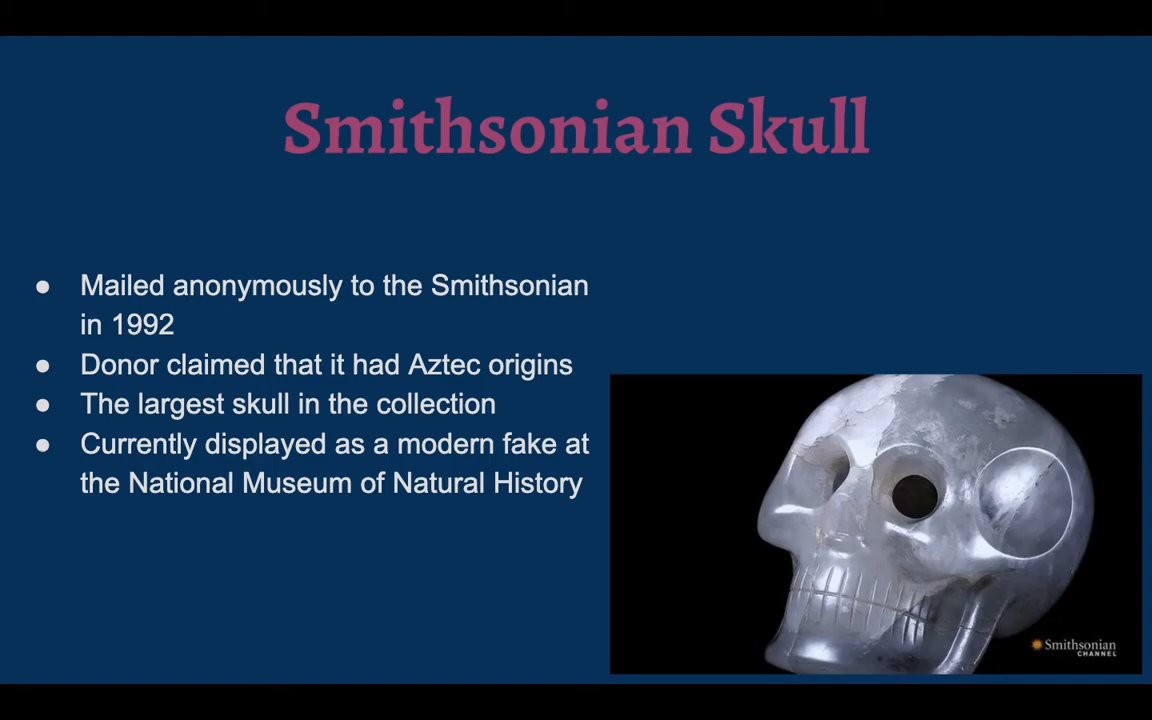 Smithsonian Skull
● Mailed anonymously to the Smithsonian
in 1992
● Donor claimed that it had Aztec origins
● The largest skull in the collection
● Currently displayed as a modern fake at
the National Museum of Natural History
Smithsonian
CHANNEL